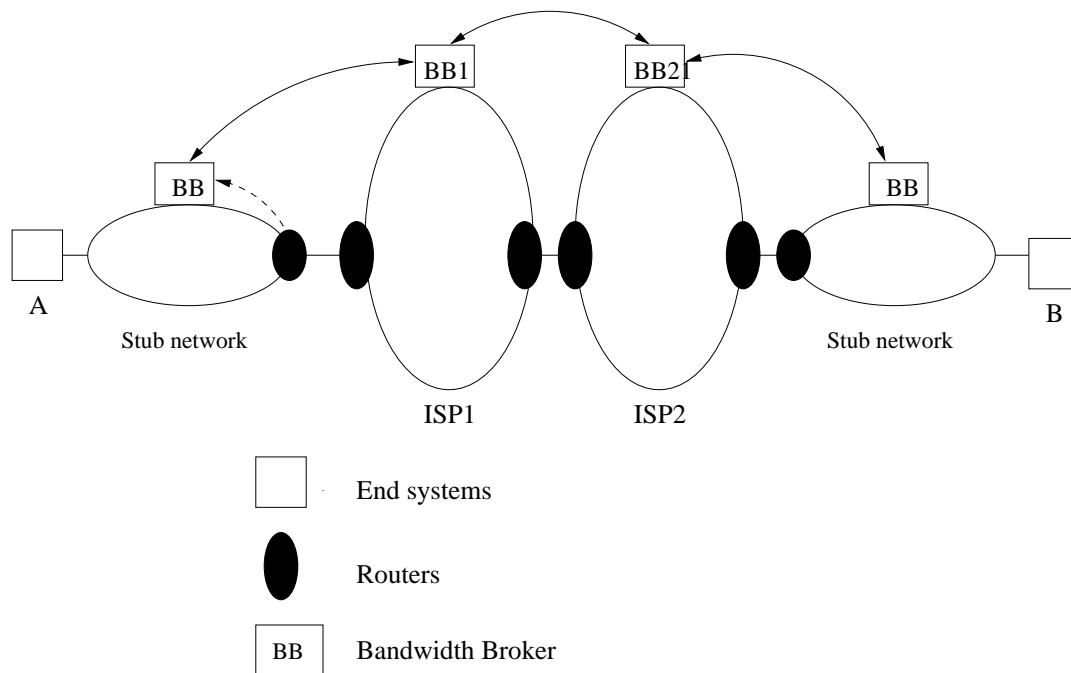 BB1
BB21
BB
BB
A
B
Stub network
Stub network
ISP1
ISP2
End systems
Routers
BB
Bandwidth Broker